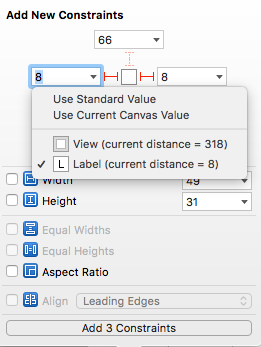 Add New Constraints
66
8
8
Use Standard Value
Use Current Canvas Value
View (current distance = 318)
✓ L Label (current distance = 8)
Width
49
Height
31
Equal Widths
Equal Heights
Aspect Ratio
Align
Leading Edges
Add 3 Constraints